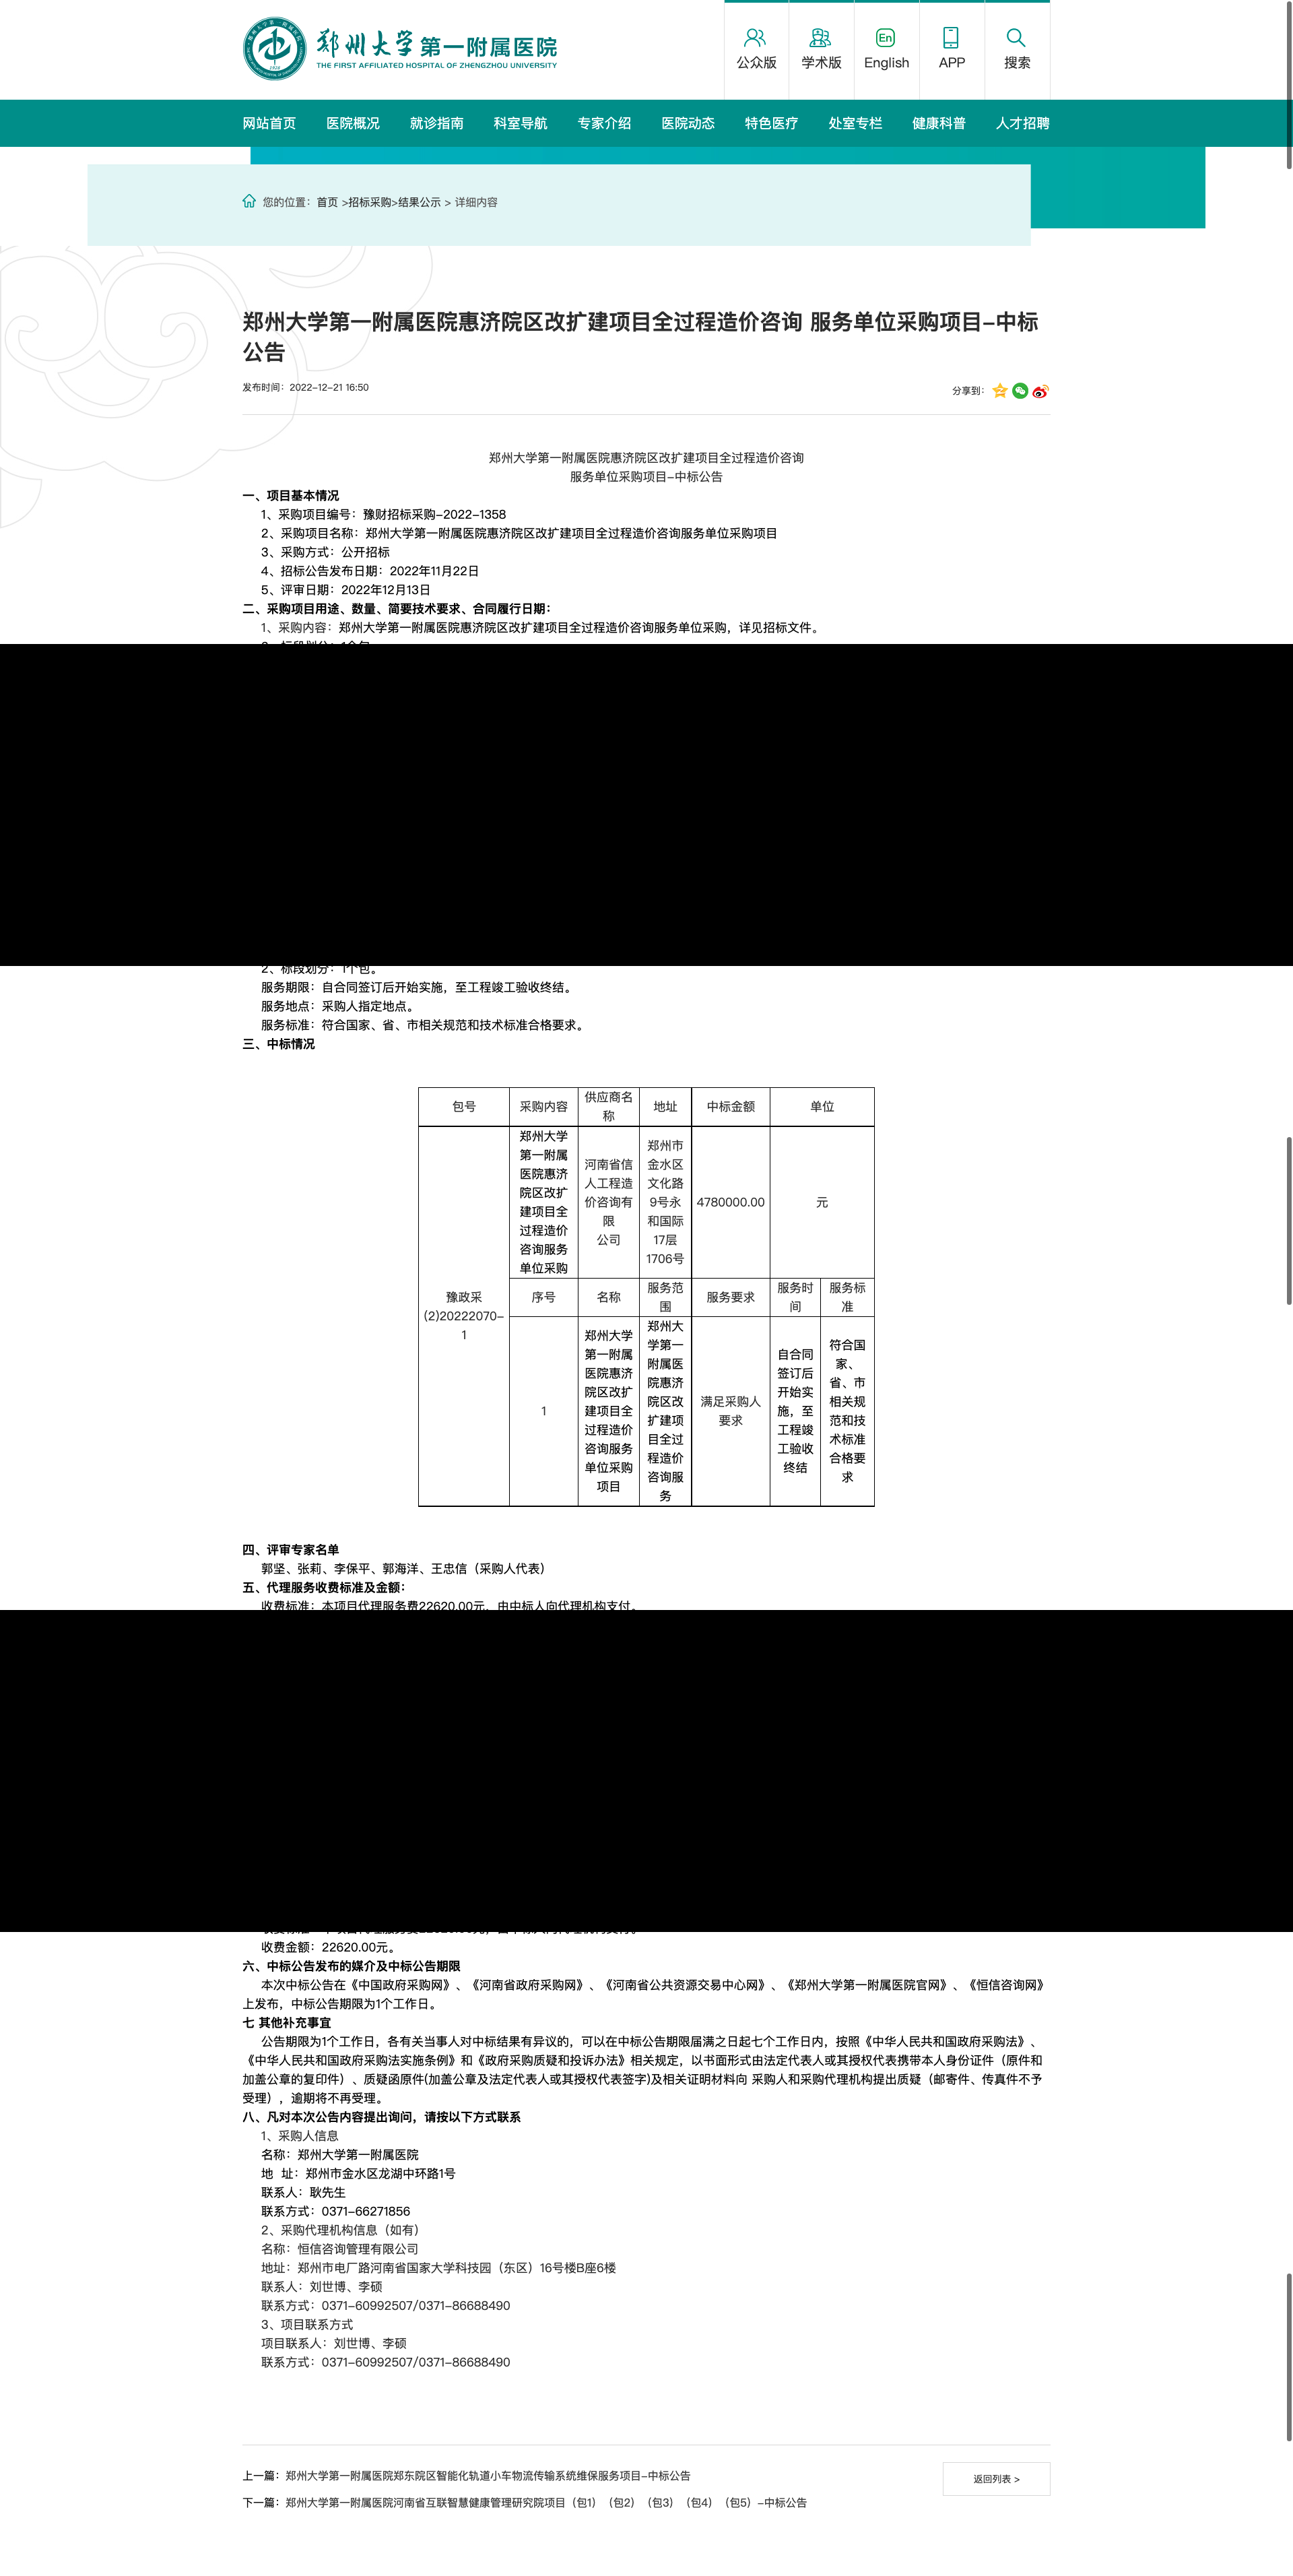 郑州大学第一附属医院
THE FIRST AFFILIATED HOSPITAL OF ZHENGZHOU UNIVERSITY
公众版
学术版
En
English
APP
搜索
网站首页 医院概况 就诊指南 科室导航 专家介绍 医院动态 特色医疗 处室专栏 健康科普 人才招聘
您的位置：首页 >招标采购>结果公示 > 详细内容
郑州大学第一附属医院惠济院区改扩建项目全过程造价咨询 服务单位采购项目-中标
公告
发布时间：2022-12-21 16:50
分享到：
郑州大学第一附属医院惠济院区改扩建项目全过程造价咨询
服务单位采购项目-中标公告
一、项目基本情况
1、采购项目编号：豫财招标采购-2022-1358
2、采购项目名称：郑州大学第一附属医院惠济院区改扩建项目全过程造价咨询服务单位采购项目
3、采购方式：公开招标
4、招标公告发布日期：2022年11月22日
5、评审日期：2022年12月13日
二、采购项目用途、数量、简要技术要求、合同履行日期：
1、采购内容：郑州大学第一附属医院惠济院区改扩建项目全过程造价咨询服务单位采购，详见招标文件。
2、标段划分：1个包。
服务期限：自合同签订后开始实施，至工程竣工验收终结。
服务地点：采购人指定地点。
服务标准：符合国家、省、市相关规范和技术标准合格要求。
三、中标情况
包号
采购内容
供应商名
称
地址
中标金额
单位
豫政采
(2)20222070-
1
郑州大学
第一附属
医院惠济
院区改扩
建项目全
过程造价
咨询服务
单位采购
河南省信
人工程造
价咨询有
限
公司
郑州市
金水区
文化路
9号永
和国际
17层
1706号
4780000.00
元
序号
名称
服务范
围
服务要求
服务时
间
服务标
准
1
郑州大学
第一附属
医院惠济
院区改扩
建项目全
过程造价
咨询服务
单位采购
项目
郑州大
学第一
附属医
院惠济
院区改
扩建项
目全过
程造价
咨询服
务
满足采购人
要求
自合同
签订后
开始实
施，至
工程竣
工验收
终结
符合国
家、
省、市
相关规
范和技
术标准
合格要
求
四、评审专家名单
郭坚、张莉、李保平、郭海洋、王忠信（采购人代表）
五、代理服务收费标准及金额：
收费标准：本项目代理服务费22620.00元，由中标人向代理机构支付。
收费金额：22620.00元。
六、中标公告发布的媒介及中标公告期限
本次中标公告在《中国政府采购网》、《河南省政府采购网》、《河南省公共资源交易中心网》、《郑州大学第一附属医院官网》、《恒信咨询网》
上发布，中标公告期限为1个工作日。
七 其他补充事宜
公告期限为1个工作日，各有关当事人对中标结果有异议的，可以在中标公告期限届满之日起七个工作日内，按照《中华人民共和国政府采购法》、
《中华人民共和国政府采购法实施条例》和《政府采购质疑和投诉办法》相关规定，以书面形式由法定代表人或其授权代表携带本人身份证件（原件和
加盖公章的复印件）、质疑函原件(加盖公章及法定代表人或其授权代表签字)及相关证明材料向 采购人和采购代理机构提出质疑（邮寄件、传真件不予
受理），逾期将不再受理。
八、凡对本次公告内容提出询问，请按以下方式联系
1、采购人信息
名称：郑州大学第一附属医院
地 址：郑州市金水区龙湖中环路1号
联系人：耿先生
联系方式：0371-66271856
2、采购代理机构信息（如有）
名称：恒信咨询管理有限公司
地址：郑州市电厂路河南省国家大学科技园（东区）16号楼B座6楼
联系人：刘世博、李硕
联系方式：0371-60992507/0371-86688490
3、项目联系方式
项目联系人：刘世博、李硕
联系方式：0371-60992507/0371-86688490
上一篇：郑州大学第一附属医院郑东院区智能化轨道小车物流传输系统维保服务项目-中标公告
返回列表 >
下一篇：郑州大学第一附属医院河南省互联智慧健康管理研究院项目（包1）（包2）（包3）（包4）（包5）-中标公告